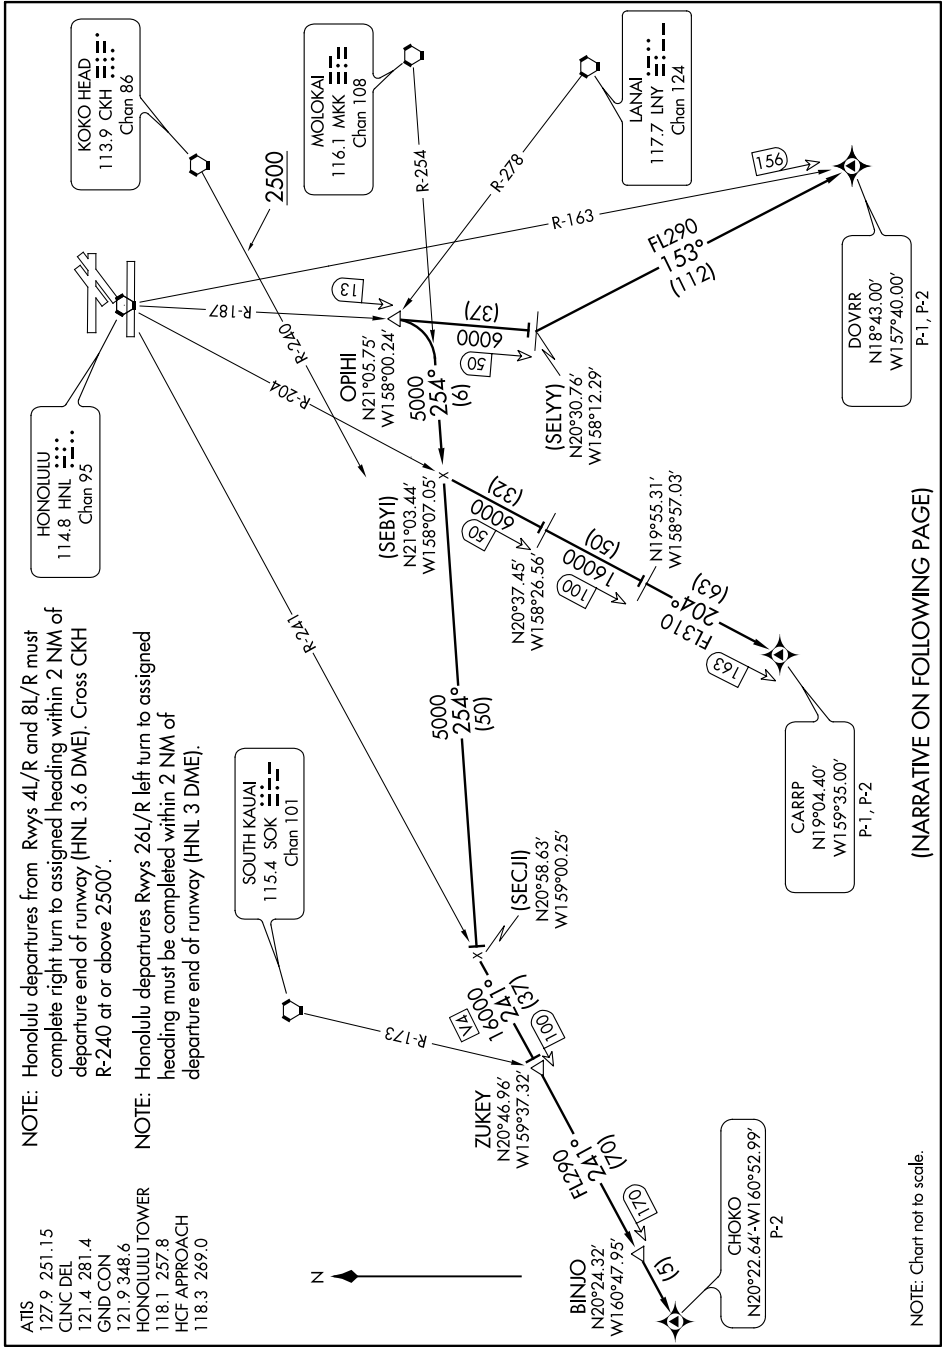 ATIS
127.9 251.15
CLNC DEL
121.4 281.4
GND CON
121.9 348.6
HONOLULU TOWER
118.1 257.8
HCF APPROACH
118.3 269.0
NOTE: Honolulu departures from Rwys 4L/R and 8L/R must
complete right turn to assigned heading within 2 NM of
departure end of runway (HNL 3.6 DME). Cross CKH
R-240 at or above 2500′.
NOTE: Honolulu departures Rwys 26L/R left turn to assigned
heading must be completed within 2 NM of
departure end of runway (HNL 3 DME).
HONOLULU
114.8 HNL
Chan 95
KOKO HEAD
113.9 CKH
Chan 86
MOLOKAI
116.1 MKK
Chan 108
LANAI
117.7 LNY
Chan 124
SOUTH KAUAI
115.4 SOK
Chan 101
2500
R-254
R-278
R-163
R-187
R-240
R-204
R-241
R-173
13
156
OPIHI
N21°05.75′
W158°00.24′
5000
254°
(6)
6000
(37)
50
(SELYY)
N20°30.76′
W158°12.29′
FL290
153°
(112)
DOVRR
N18°43.00′
W157°40.00′
P-1, P-2
(SEBYI)
N21°03.44′
W158°07.05′
6000
(32)
50
N20°37.45′
W158°26.56′
16000
(50)
100
N19°55.31′
W158°57.03′
FL310
204°
(63)
163
CARRP
N19°04.40′
W159°35.00′
P-1, P-2
5000
254°
(50)
(SECJI)
N20°58.63′
W159°00.25′
V4
16000
241°
(37)
100
ZUKEY
N20°46.96′
W159°37.32′
FL290
241°
(70)
170
BINJO
N20°24.32′
W160°47.95′
(5)
CHOKO
N20°22.64′-W160°52.99′
P-2
N
(NARRATIVE ON FOLLOWING PAGE)
NOTE: Chart not to scale.